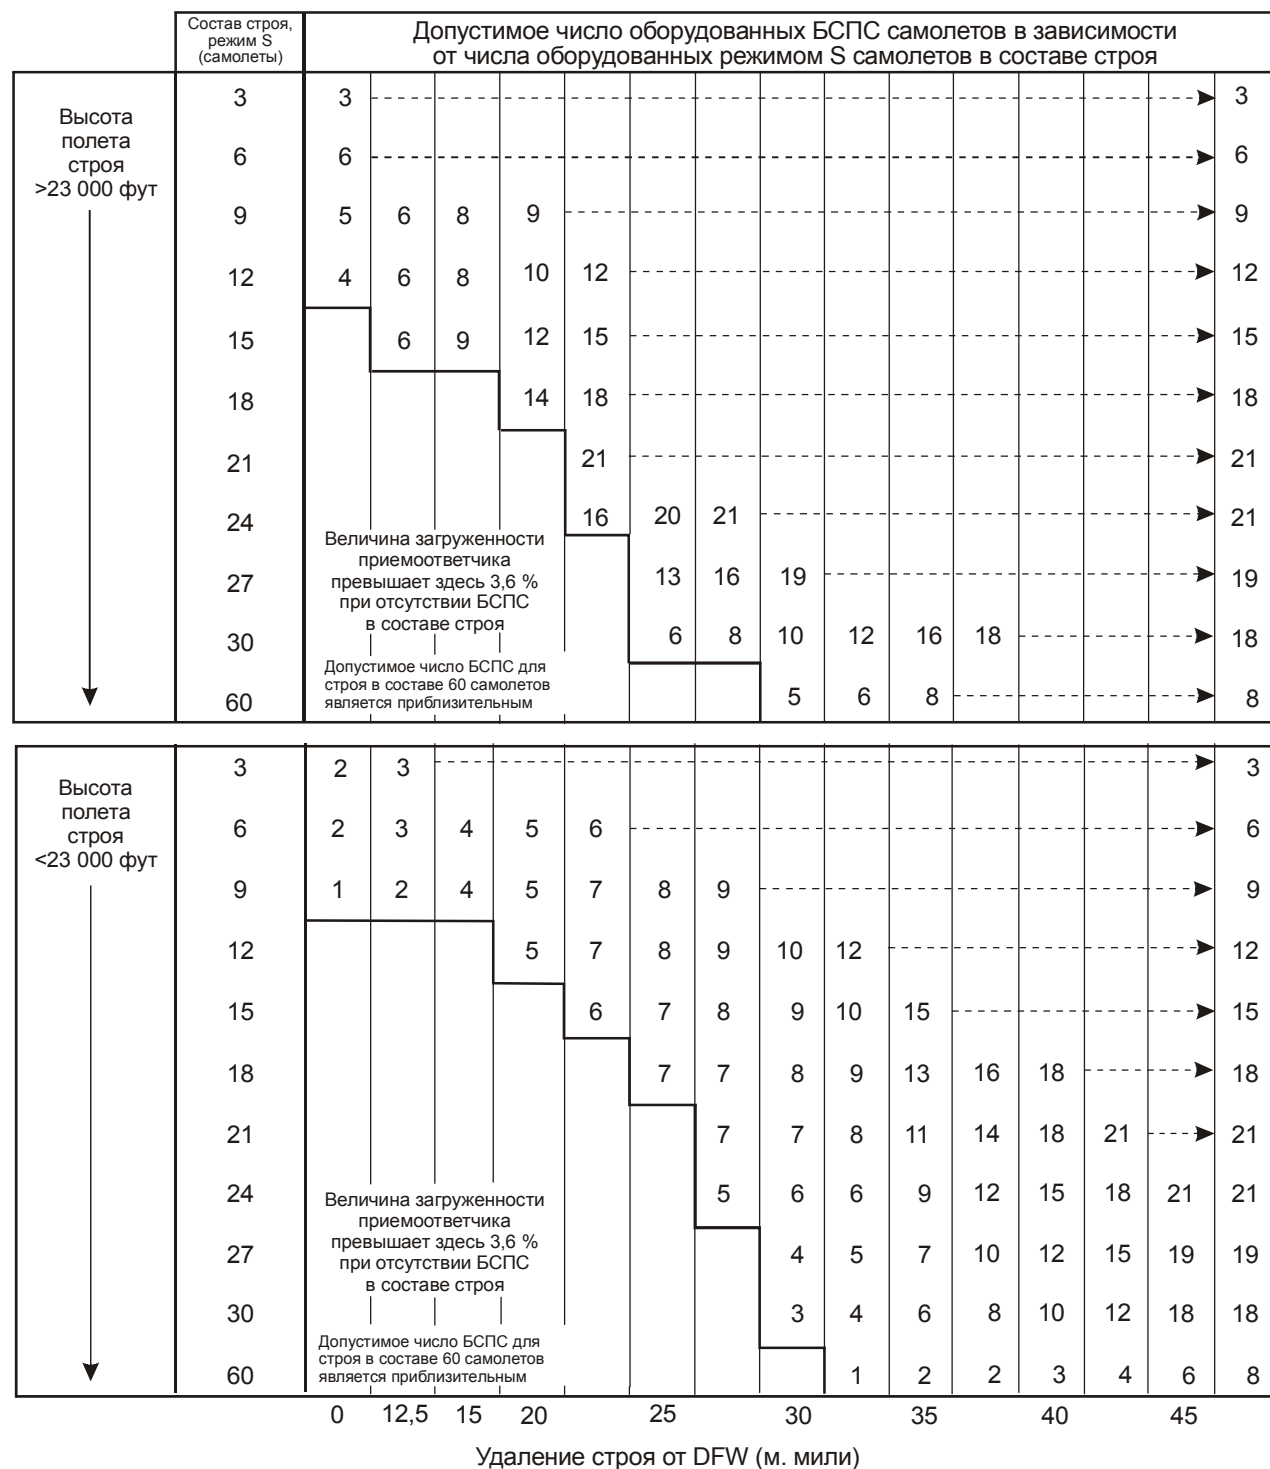 Состав строя,
режим S
(самолеты)
Допустимое число оборудованных БСПС самолетов в зависимости
от числа оборудованных режимом S самолетов в составе строя
Высота
полета
строя
>23 000 фут
3 3 3
6 6 6
9 5 6 8 9 9
12 4 6 8 10 12 12
15 6 9 12 15 15
18 14 18 18
21 21 21
24 16 20 21 21
27 13 16 19 19
30 6 8 10 12 16 18 18
60 5 6 8 8
Величина загруженности
приемоответчика
превышает здесь 3,6 %
при отсутствии БСПС
в составе строя
Допустимое число БСПС для
строя в составе 60 самолетов
является приблизительным
Высота
полета
строя
<23 000 фут
3 2 3 3
6 2 3 4 5 6 6
9 1 2 4 5 7 8 9 9
12 5 7 8 9 10 12 12
15 6 7 8 9 10 15 15
18 7 7 8 9 13 16 18 18
21 7 7 8 11 14 18 21 21
24 5 6 6 9 12 15 18 21 21
27 4 5 7 10 12 15 19 19
30 3 4 6 8 10 12 18 18
60 1 2 2 3 4 6 8
Величина загруженности
приемоответчика
превышает здесь 3,6 %
при отсутствии БСПС
в составе строя
Допустимое число БСПС для
строя в составе 60 самолетов
является приблизительным
0 12,5 15 20 25 30 35 40 45
Удаление строя от DFW (м. мили)